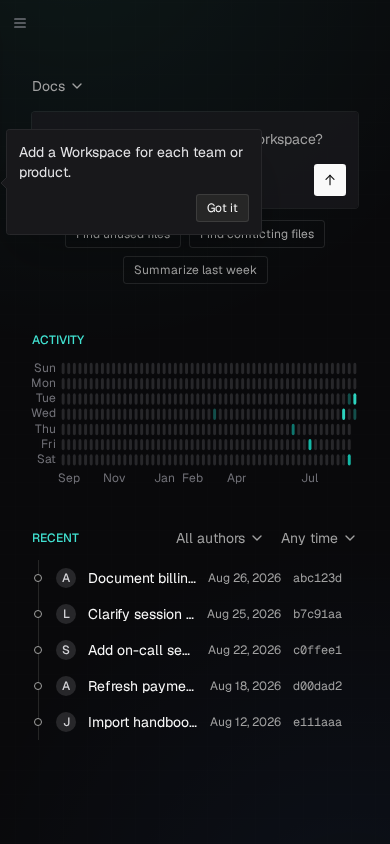 Docs
orkspace?
Add a Workspace for each team or
product.
Got it
Find unused files
Find conflicting files
Summarize last week
ACTIVITY
Sun
Mon
Tue
Wed
Thu
Fri
Sat
Sep Nov Jan Feb Apr Jul
RECENT All authors Any time
A Document billin... Aug 26, 2026 abc123d
L Clarify session ... Aug 25, 2026 b7c91aa
S Add on-call se... Aug 22, 2026 c0ffee1
A Refresh payme... Aug 18, 2026 d00dad2
J Import handboo... Aug 12, 2026 e111aaa